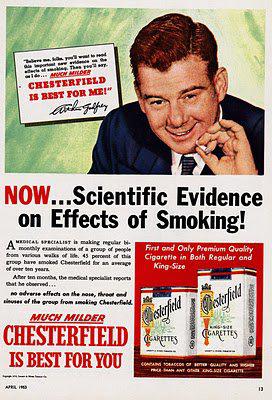 "Believe me, folks, you'll want to read
this important new evidence on the
effects of smoking. Then you'll say,
as I do... MUCH MILDER
CHESTERFIELD
IS BEST FOR ME!"
Arthur Godfrey
NOW...Scientific Evidence
on Effects of Smoking!
A MEDICAL SPECIALIST is making regular bi-
monthly examinations of a group of people
from various walks of life. 45 percent of this
group have smoked Chesterfield for an average
of over ten years.
After ten months, the medical specialist reports
that he observed...
no adverse effects on the nose, throat and
sinuses of the group from smoking Chesterfield.
MUCH MILDER
CHESTERFIELD
IS BEST FOR YOU
First and Only Premium Quality
Cigarette in Both Regular and
King-Size
Chesterfield
CIGARETTES
Chesterfield
KING-SIZE
CIGARETTES
CONTAINS TOBACCOS OF BETTER QUALITY AND HIGHER
PRICE THAN ANY OTHER KING-SIZE CIGARETTE
APRIL, 1953
13